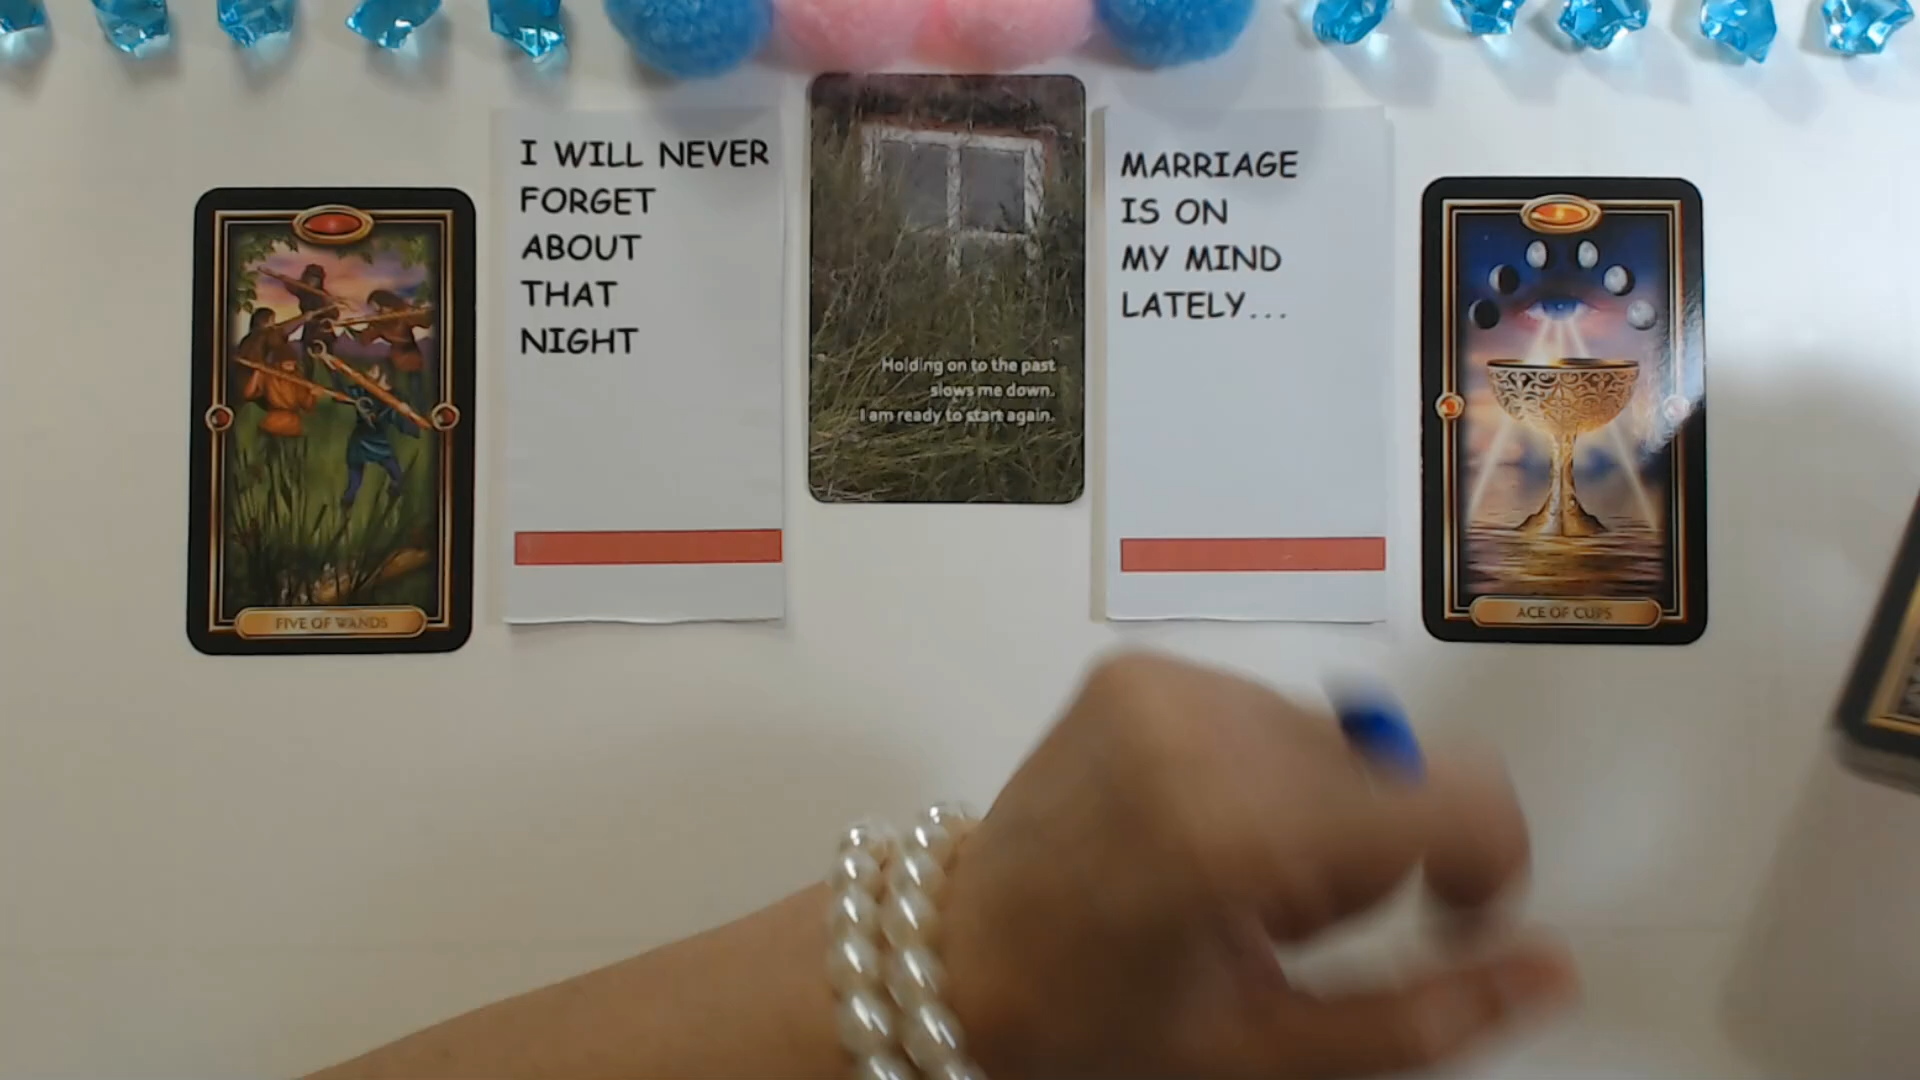 I WILL NEVER
FORGET
ABOUT
THAT
NIGHT
Holding on to the past
slows me down.
I am ready to start again.
MARRIAGE
IS ON
MY MIND
LATELY...
FIVE OF WANDS
ACE OF CUPS